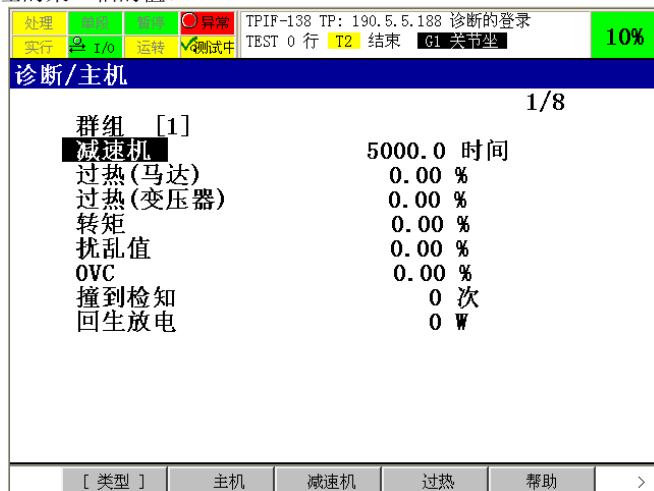 处理 单段 暂停 异常 TPIF-138 TP: 190.5.5.188 诊断的登录
实行 I/O 运转 测试中 TEST 0 行 T2 结束 G1 关节坐 10%
诊断/主机
1/8
群组 [1]
减速机 5000.0 时间
过热(马达) 0.00 %
过热(变压器) 0.00 %
转矩 0.00 %
扰乱值 0.00 %
OVC 0.00 %
撞到检知 0 次
回生放电 0 W
[ 类型 ] 主机 减速机 过热 帮助 >